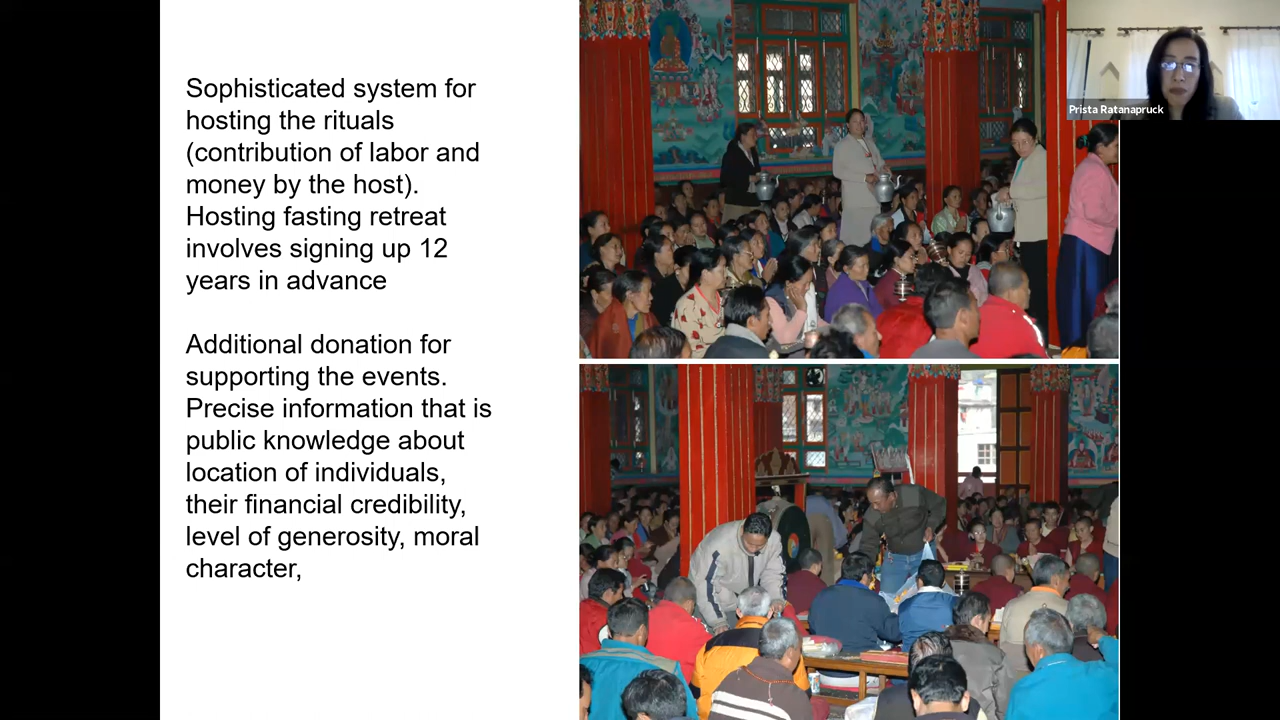 Sophisticated system for
hosting the rituals
(contribution of labor and
money by the host).
Hosting fasting retreat
involves signing up 12
years in advance
Additional donation for
supporting the events.
Precise information that is
public knowledge about
location of individuals,
their financial credibility,
level of generosity, moral
character,
Prista Ratanapruck